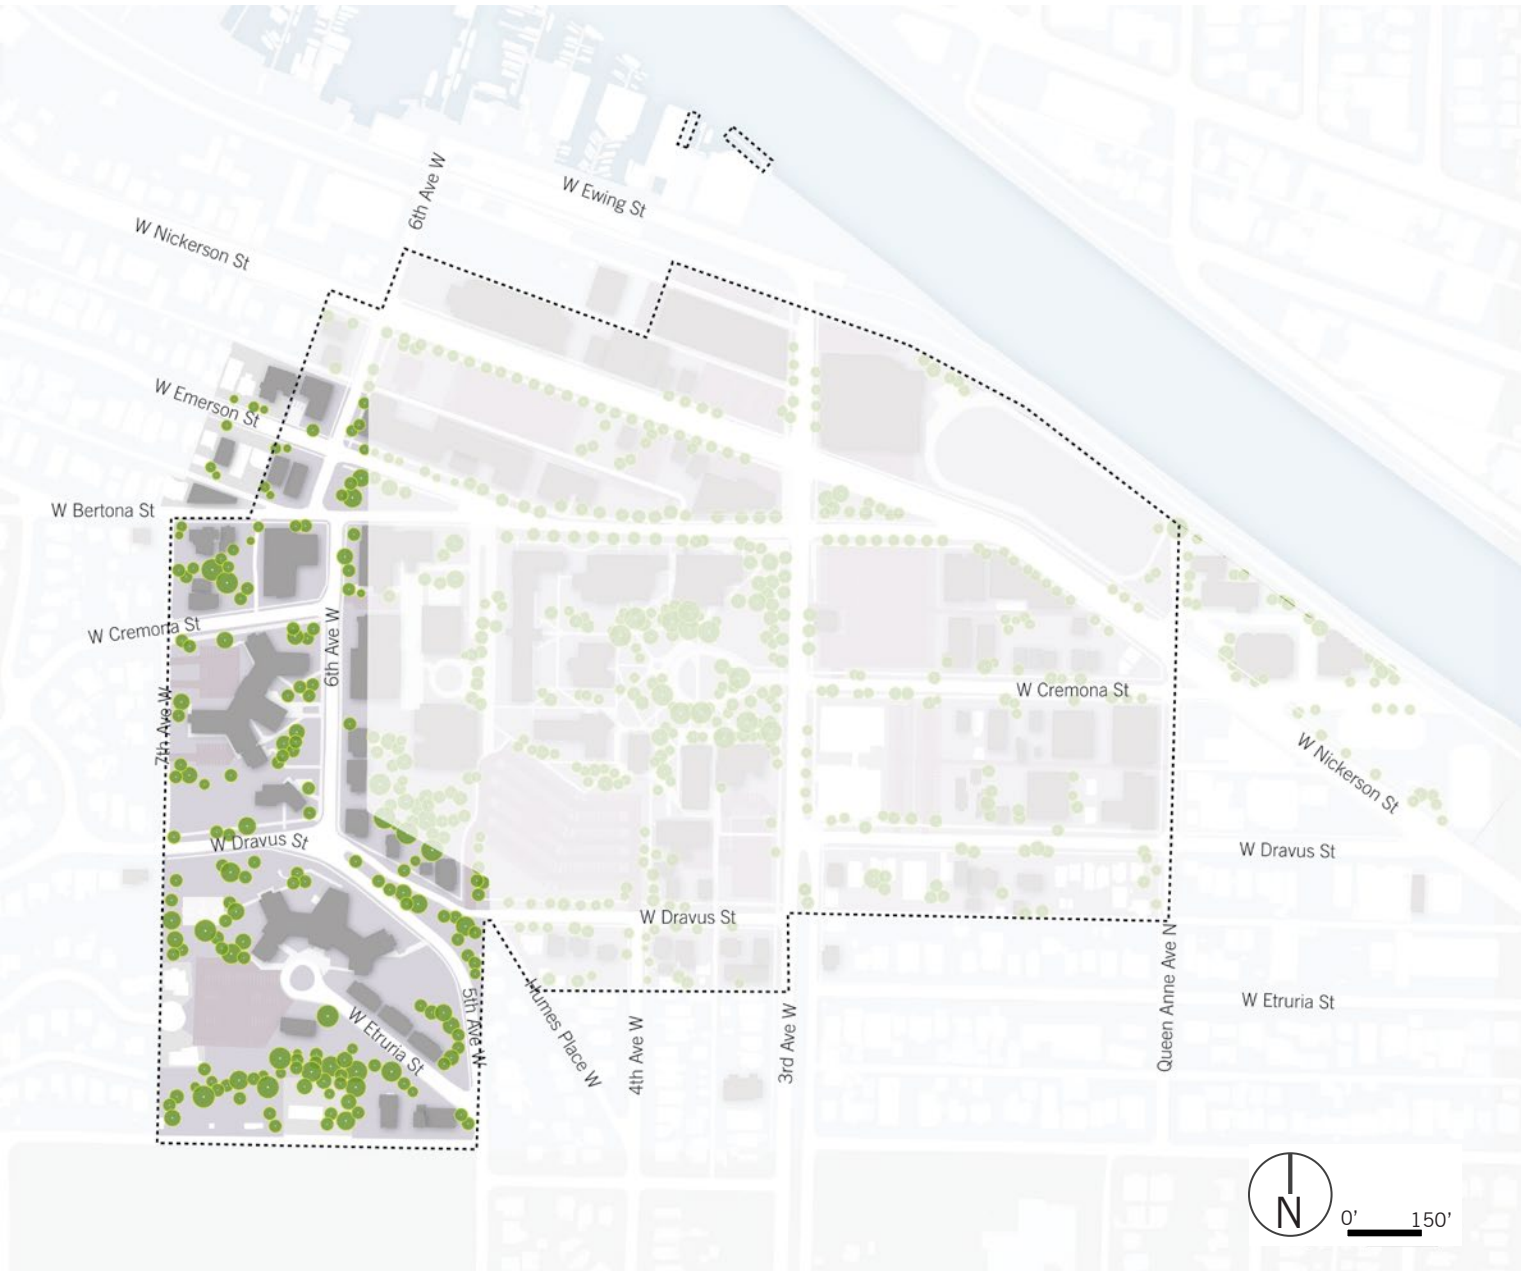 6th Ave W
W Ewing St
W Nickerson St
W Emerson St
W Bertona St
W Cremona St
6th Ave W
7th Ave W
W Cremona St
W Nickerson St
W Dravus St
W Dravus St
W Dravus St
5th Ave W
W Etruria St
Humes Place W
4th Ave W
3rd Ave W
Queen Anne Ave N
W Etruria St
N
0’ 150’